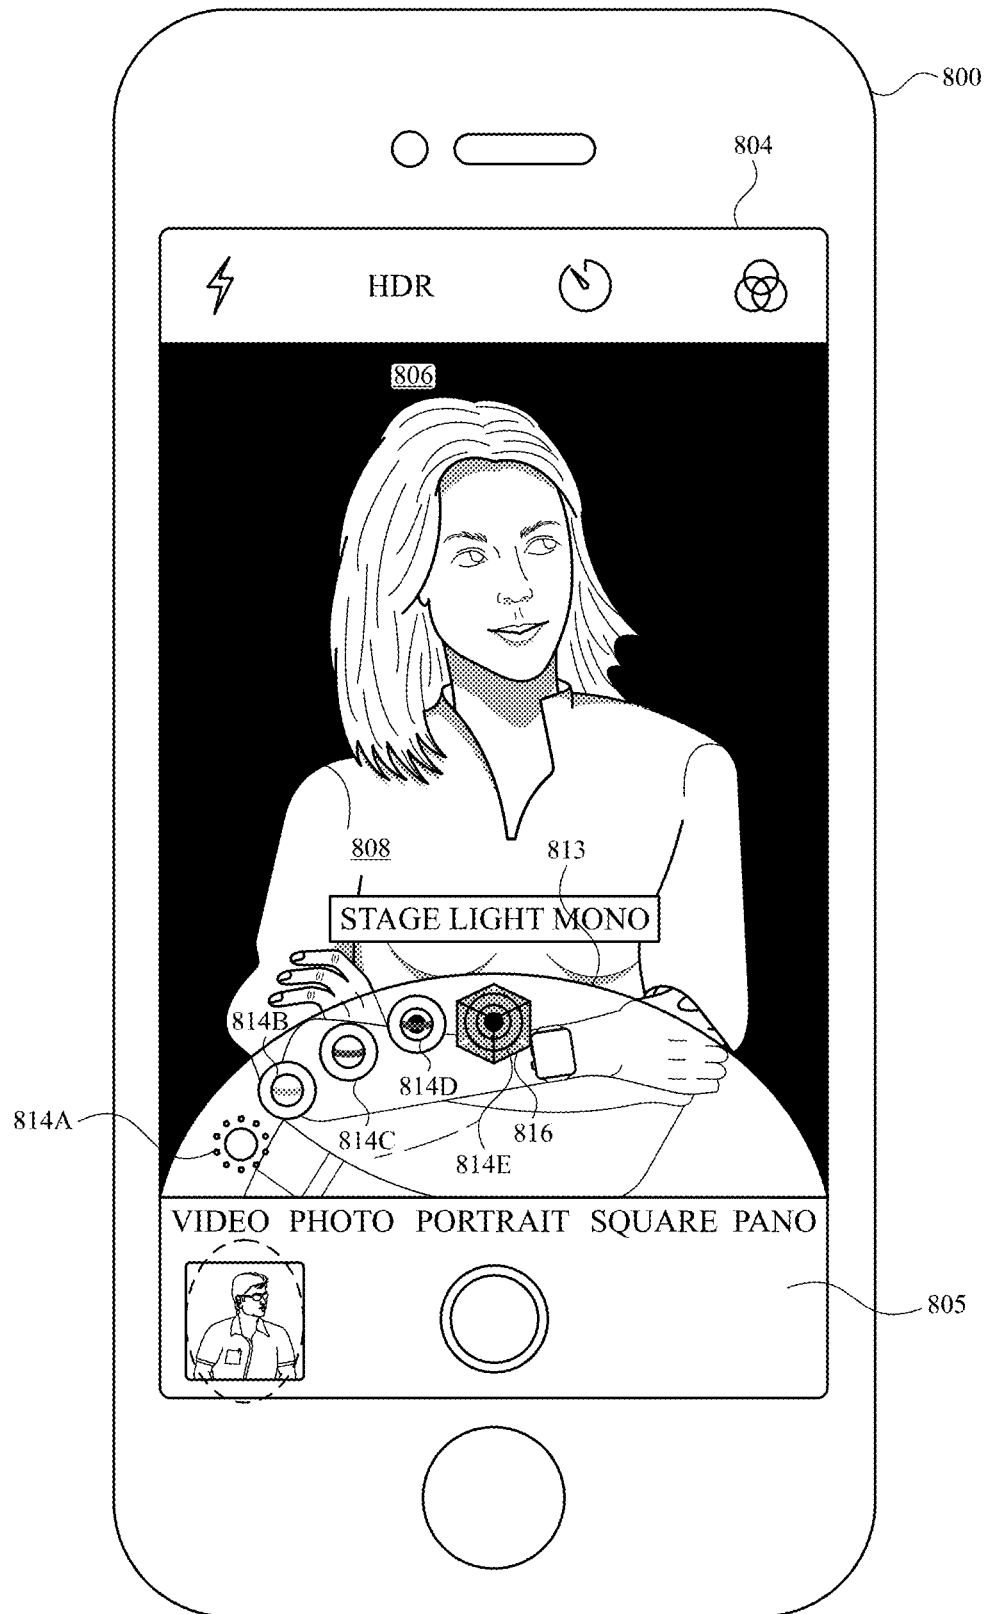 800
804
HDR
806
808
813
STAGE LIGHT MONO
814B
814D
814A
814C
816
814E
VIDEO PHOTO PORTRAIT SQUARE PANO
805